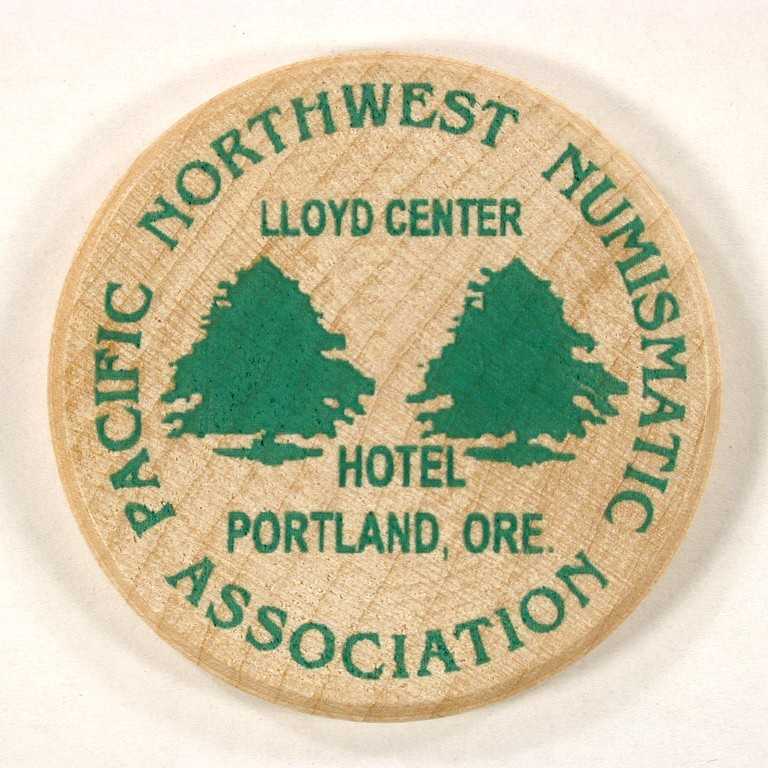 PACIFIC NORTHWEST NUMISMATIC
ASSOCIATION
LLOYD CENTER
HOTEL
PORTLAND, ORE.